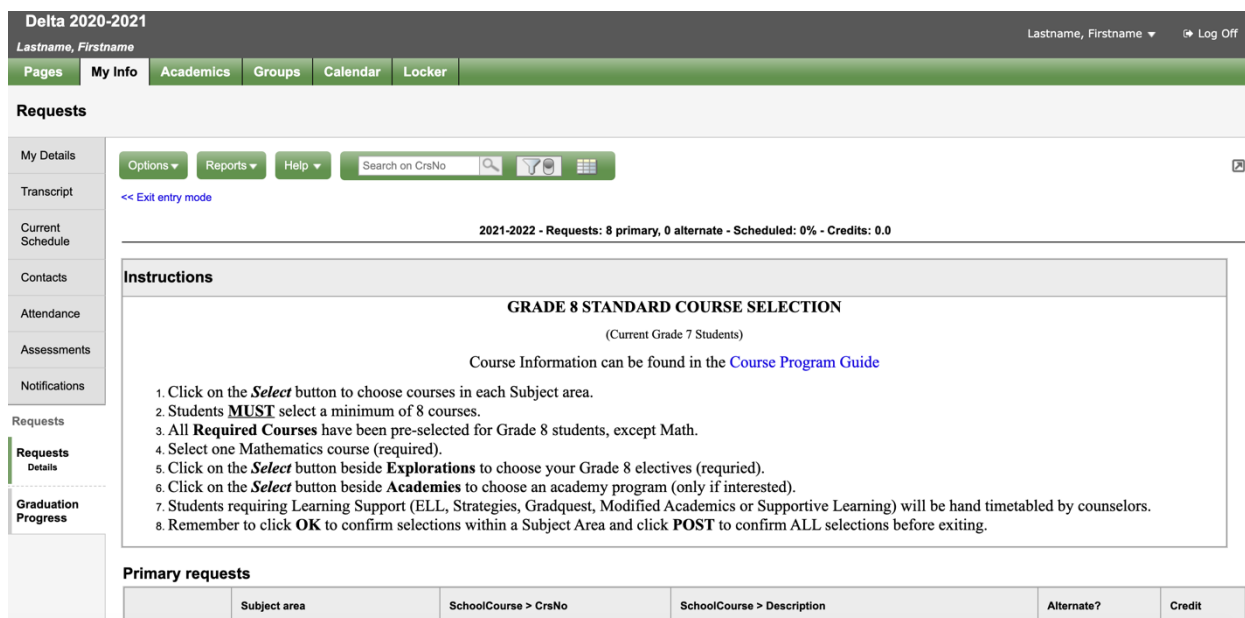 Delta 2020-2021
Lastname, Firstname
Lastname, Firstname
Log Off
Pages
My Info
Academics
Groups
Calendar
Locker
Requests
My Details
Transcript
Current
Schedule
Contacts
Attendance
Assessments
Notifications
Requests
Requests
Details
Graduation
Progress
Options
Reports
Help
Search on CrsNo
<< Exit entry mode
2021-2022 - Requests: 8 primary, 0 alternate - Scheduled: 0% - Credits: 0.0
Instructions
GRADE 8 STANDARD COURSE SELECTION
(Current Grade 7 Students)
Course Information can be found in the Course Program Guide
1. Click on the Select button to choose courses in each Subject area.
2. Students MUST select a minimum of 8 courses.
3. All Required Courses have been pre-selected for Grade 8 students, except Math.
4. Select one Mathematics course (required).
5. Click on the Select button beside Explorations to choose your Grade 8 electives (requried).
6. Click on the Select button beside Academies to choose an academy program (only if interested).
7. Students requiring Learning Support (ELL, Strategies, Gradquest, Modified Academics or Supportive Learning) will be hand timetabled by counselors.
8. Remember to click OK to confirm selections within a Subject Area and click POST to confirm ALL selections before exiting.
Primary requests
Subject area
SchoolCourse > CrsNo
SchoolCourse > Description
Alternate?
Credit